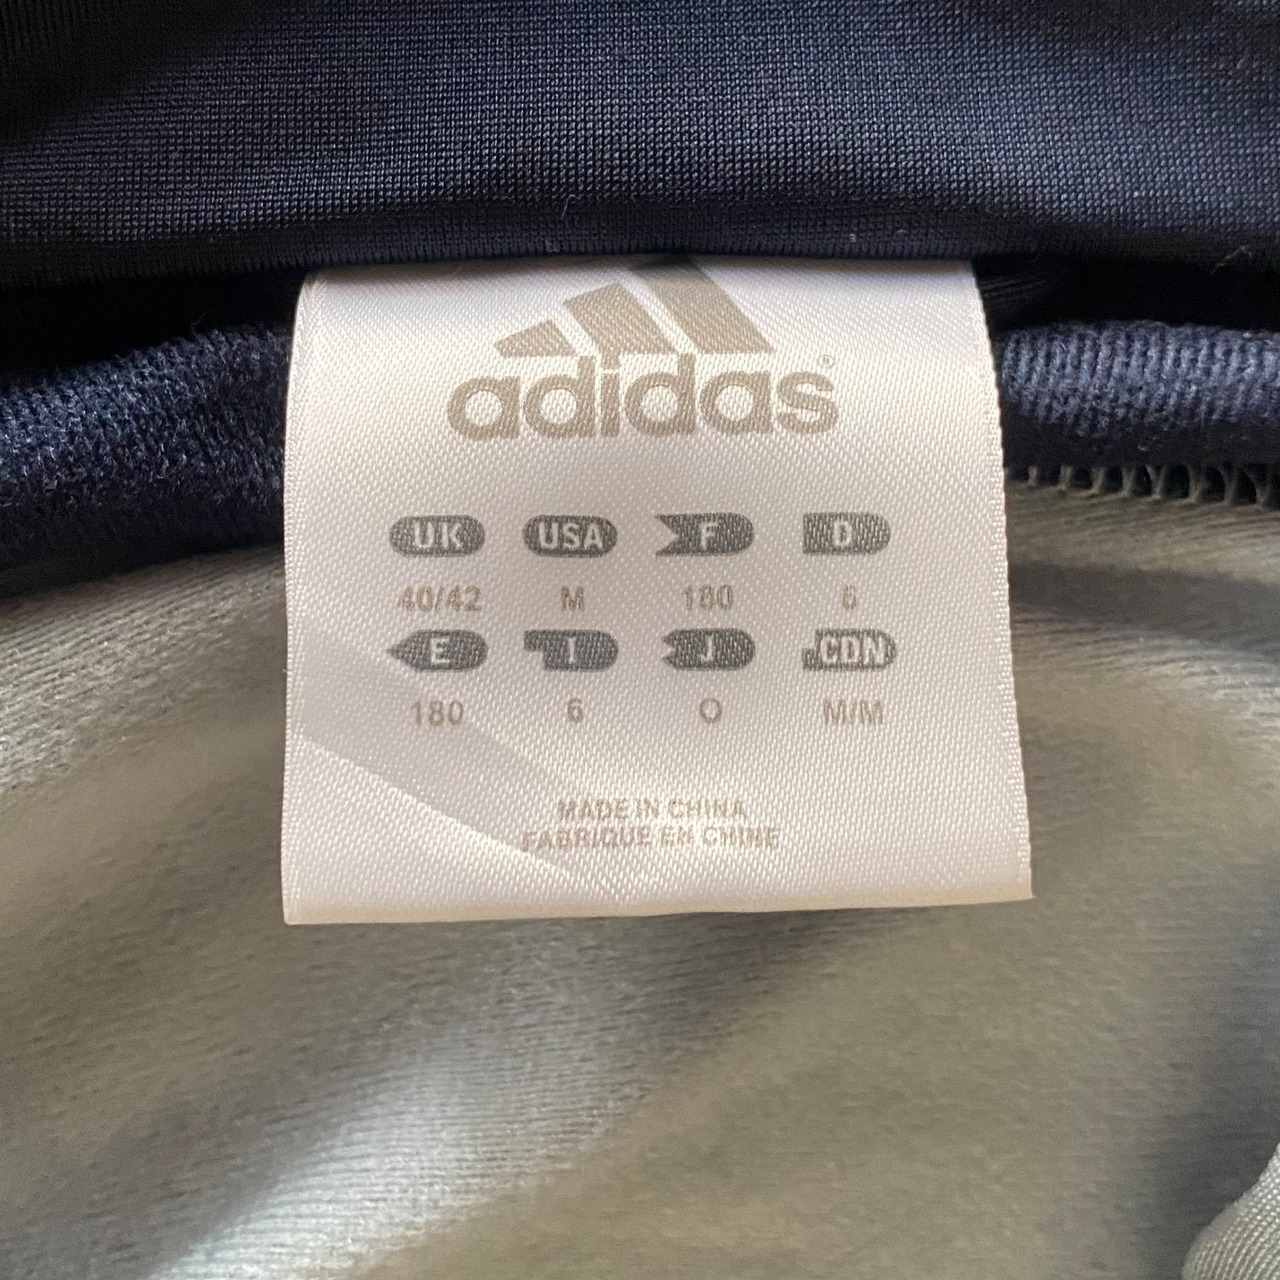 adidas®
UK USA F D
40/42 M 180 6
E I J CDN
180 6 O M/M
MADE IN CHINA
FABRIQUE EN CHINE